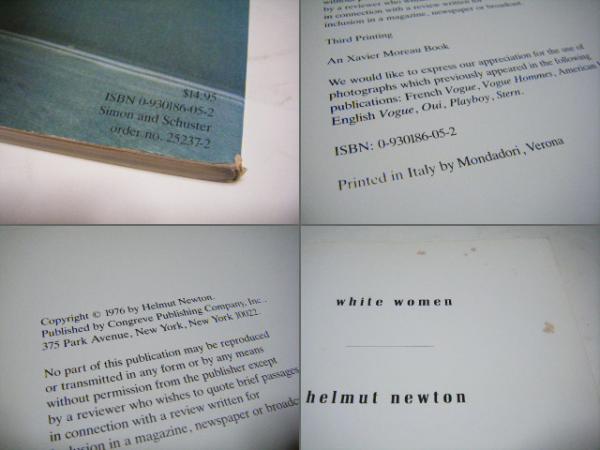 $14.95
ISBN 0-930186-05-2
Simon and Schuster
order no. 25237-2
without permission
by a reviewer who
in connection with a review written for
inclusion in a magazine, newspaper or broadcast.
Third Printing
An Xavier Moreau Book
We would like to express our appreciation for the use of
photographs which previously appeared in the following
publications: French Vogue, Vogue Hommes, American
English Vogue, Oui, Playboy, Stern.
ISBN: 0-930186-05-2
Printed in Italy by Mondadori, Verona
Copyright © 1976 by Helmut Newton.
Published by Congreve Publishing Company, Inc.,
375 Park Avenue, New York, New York 10022.
No part of this publication may be reproduced
or transmitted in any form or by any means
without permission from the publisher except
by a reviewer who wishes to quote brief passages
in connection with a review written for
inclusion in a magazine, newspaper or
white women
helmut newton